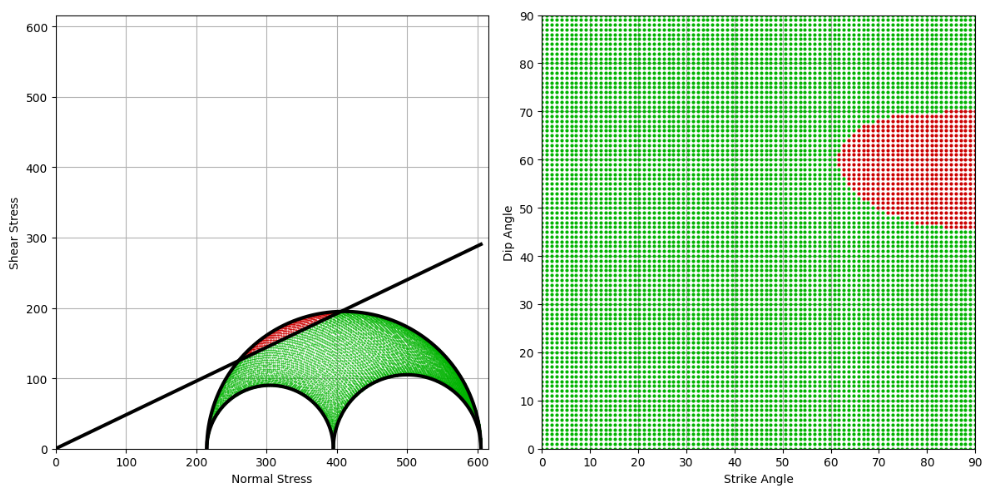 600
500
400
300
200
100
0
Shear Stress
0 100 200 300 400 500 600
Normal Stress
90
80
70
60
50
40
30
20
10
0
Dip Angle
0 10 20 30 40 50 60 70 80 90
Strike Angle